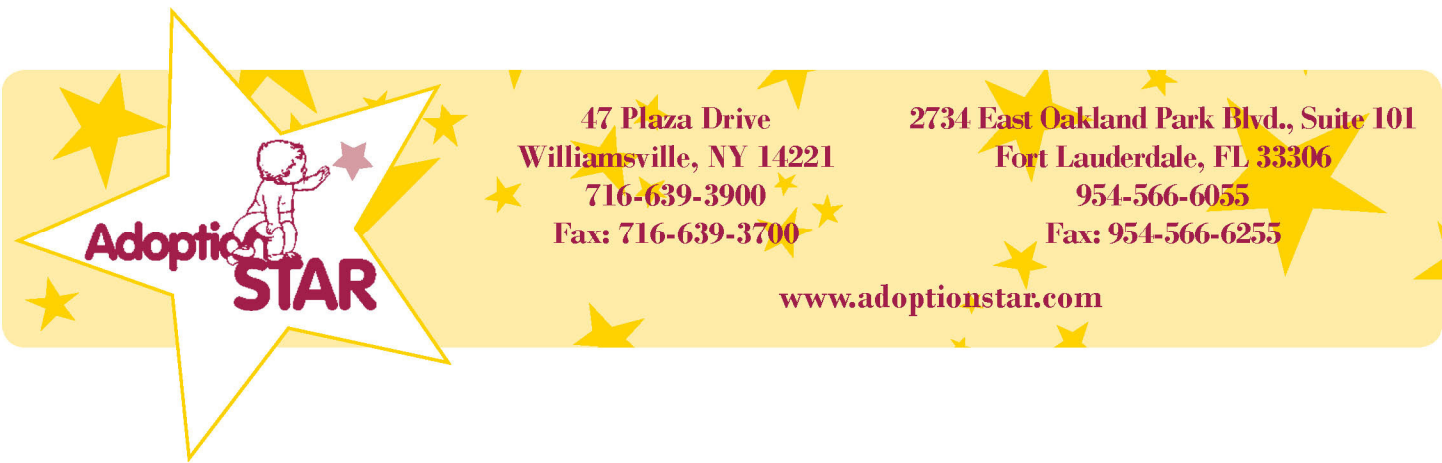 Adoption
STAR
47 Plaza Drive
Williamsville, NY 14221
716-639-3900
Fax: 716-639-3700
2734 East Oakland Park Blvd., Suite 101
Fort Lauderdale, FL 33306
954-566-6055
Fax: 954-566-6255
www.adoptionstar.com